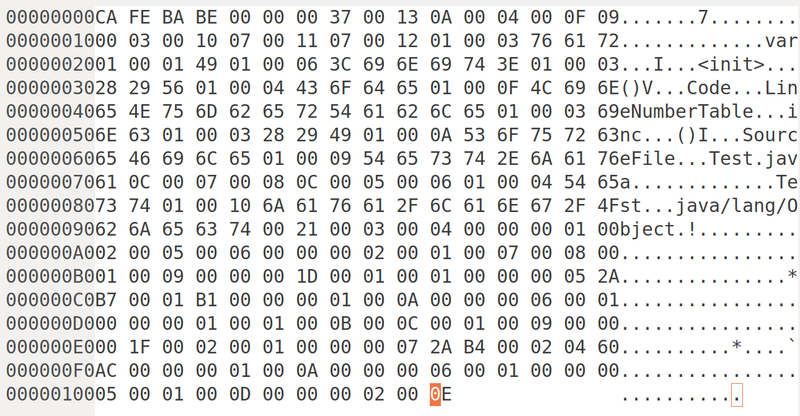 00000000CA FE BA BE 00 00 00 37 00 13 0A 00 04 00 0F 09.......7........
0000001000 03 00 10 07 00 11 07 00 12 01 00 03 76 61 72.............var
0000002001 00 01 49 01 00 06 3C 69 6E 69 74 3E 01 00 03...I...<init>...
0000003028 29 56 01 00 04 43 6F 64 65 01 00 0F 4C 69 6E()V...Code...Lin
0000004065 4E 75 6D 62 65 72 54 61 62 6C 65 01 00 03 69eNumberTable...i
000000506E 63 01 00 03 28 29 49 01 00 0A 53 6F 75 72 63nc...()I...Sourc
0000006065 46 69 6C 65 01 00 09 54 65 73 74 2E 6A 61 76eFile...Test.jav
0000007061 0C 00 07 00 08 0C 00 05 00 06 01 00 04 54 65a.............Te
0000008073 74 01 00 10 6A 61 76 61 2F 6C 61 6E 67 2F 4Fst...java/lang/O
0000009062 6A 65 63 74 00 21 00 03 00 04 00 00 00 01 00bject.!.........
000000A002 00 05 00 06 00 00 00 02 00 01 00 07 00 08 00................
000000B001 00 09 00 00 00 1D 00 01 00 01 00 00 00 05 2A...............*
000000C0B7 00 01 B1 00 00 00 01 00 0A 00 00 00 06 00 01................
000000D000 00 00 01 00 01 00 0B 00 0C 00 01 00 09 00 00................
000000E000 1F 00 02 00 01 00 00 00 07 2A B4 00 02 04 60..........*....`
000000F0AC 00 00 00 01 00 0A 00 00 00 06 00 01 00 00 00................
0000010005 00 01 00 0D 00 00 00 02 00 0E ...........